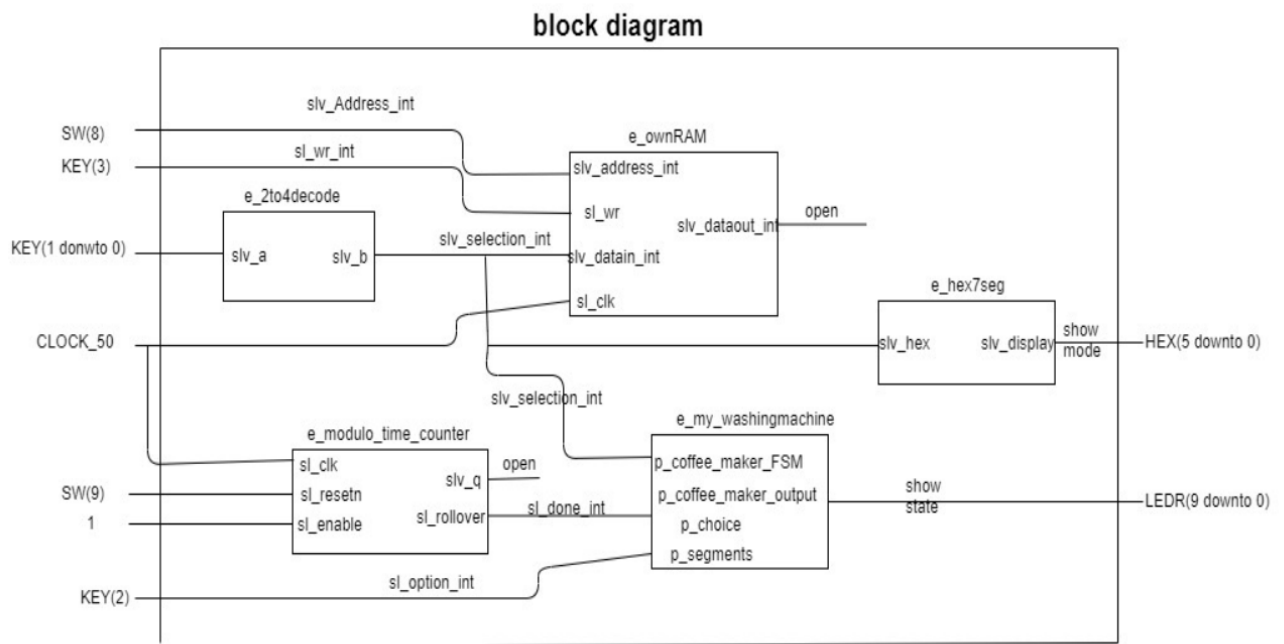 block diagram
slv_Address_int
SW(8)
e_ownRAM
sl_wr_int
KEY(3)
slv_address_int
e_2to4decode
sl_wr
open
slv_dataout_int
slv_selection_int
KEY(1 donwto 0)
slv_a
slv_b
slv_datain_int
e_hex7seg
sl_clk
CLOCK_50
slv_hex
slv_display
show
mode
HEX(5 downto 0)
slv_selection_int
e_my_washingmachine
e_modulo_time_counter
sl_clk
open
p_coffee_maker_FSM
slv_q
SW(9)
sl_resetn
p_coffee_maker_output
show
state
LEDR(9 downto 0)
sl_rollover
sl_done_int
1
sl_enable
p_choice
p_segments
sl_option_int
KEY(2)